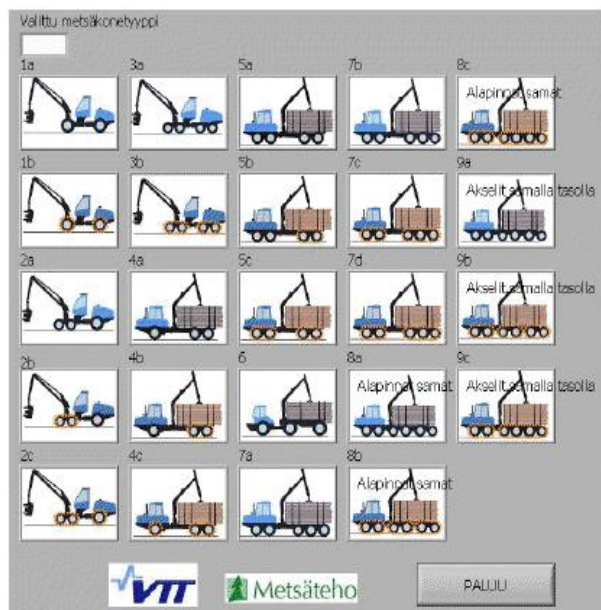 Valittu metsäkonetyyppi
1a 3a 5a 7b 8c
Alapinnat samat
1b 3b 5b 7c 9a
Akselit samalla tasolla
2a 4a 5c 7d 9b
Akselit samalla tasolla
2b 4b 6 8a 9c
Alapinnat samat Akselit samalla tasolla
2c 4c 7a 8b
Alapinnat samat
VTT Metsäteho PALUU